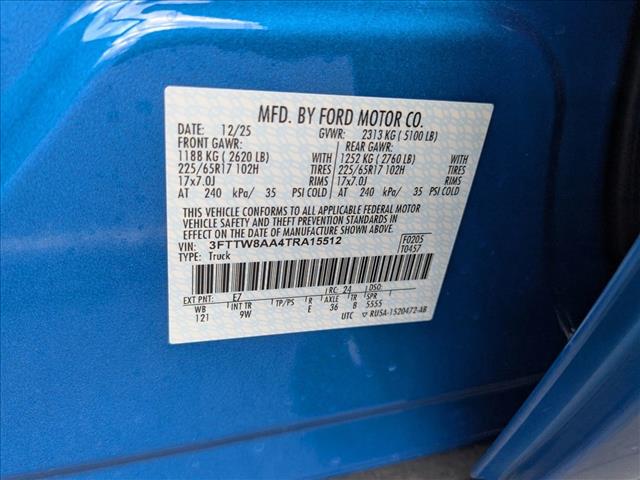 MFD. BY FORD MOTOR CO.
DATE: 12/25 GVWR: 2313 KG ( 5100 LB)
FRONT GAWR: REAR GAWR:
1188 KG ( 2620 LB) WITH 1252 KG ( 2760 LB) WITH
225/65R17 102H TIRES 225/65R17 102H TIRES
17x7.0J RIMS 17x7.0J RIMS
AT 240 kPa/ 35 PSI COLD AT 240 kPa/ 35 PSI COLD
THIS VEHICLE CONFORMS TO ALL APPLICABLE FEDERAL MOTOR
VEHICLE SAFETY AND THEFT PREVENTION STANDARDS IN EFFECT
ON THE DATE OF MANUFACTURE SHOWN ABOVE.
VIN: 3FTTW8AA4TRA15512 F0205
TYPE: Truck T0457
EXT PNT: E7 RC: 24 DSO:
WB INT TR TP/PS R AXLE TR SPR
121 9W E 36 8 5555
UTC RUSA-1520472-AB